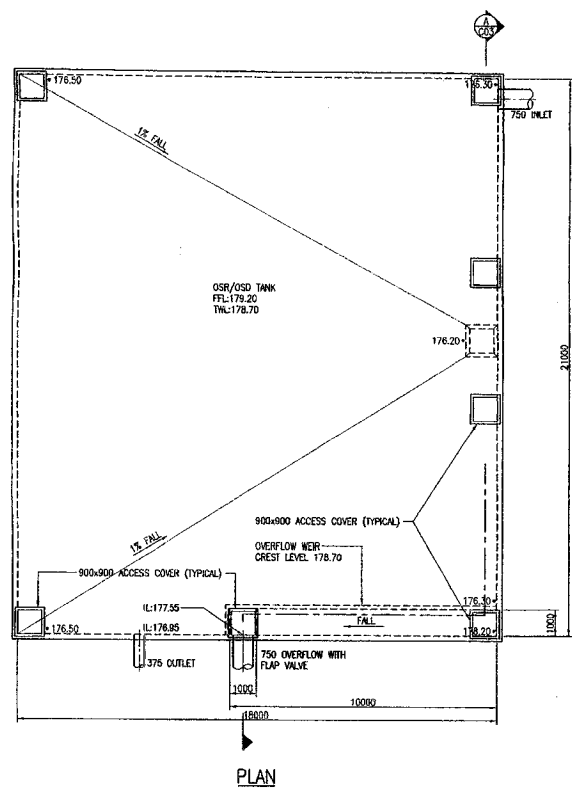 A
C03
176.50
176.30
750 INLET
1% FALL
OSR/OSD TANK
FFL:179.20
TWL:178.70
176.20
21000
900x900 ACCESS COVER (TYPICAL)
1% FALL
OVERFLOW WEIR
CREST LEVEL 178.70
900x900 ACCESS COVER (TYPICAL)
176.30
IL:177.55
FALL
176.50
IL:176.95
178.20
1000
375 OUTLET
750 OVERFLOW WITH
FLAP VALVE
1000
10000
18000
PLAN